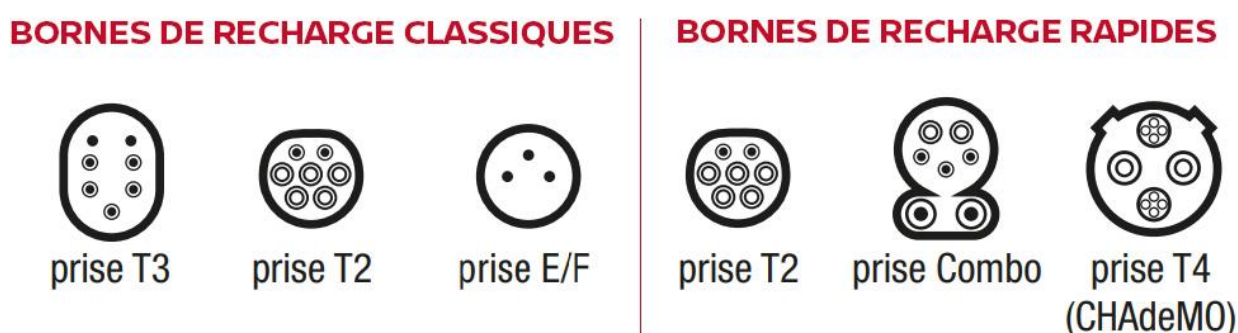 BORNES DE RECHARGE CLASSIQUES
prise T3
prise T2
prise E/F
BORNES DE RECHARGE RAPIDES
prise T2
prise Combo
prise T4
(CHAdeMO)